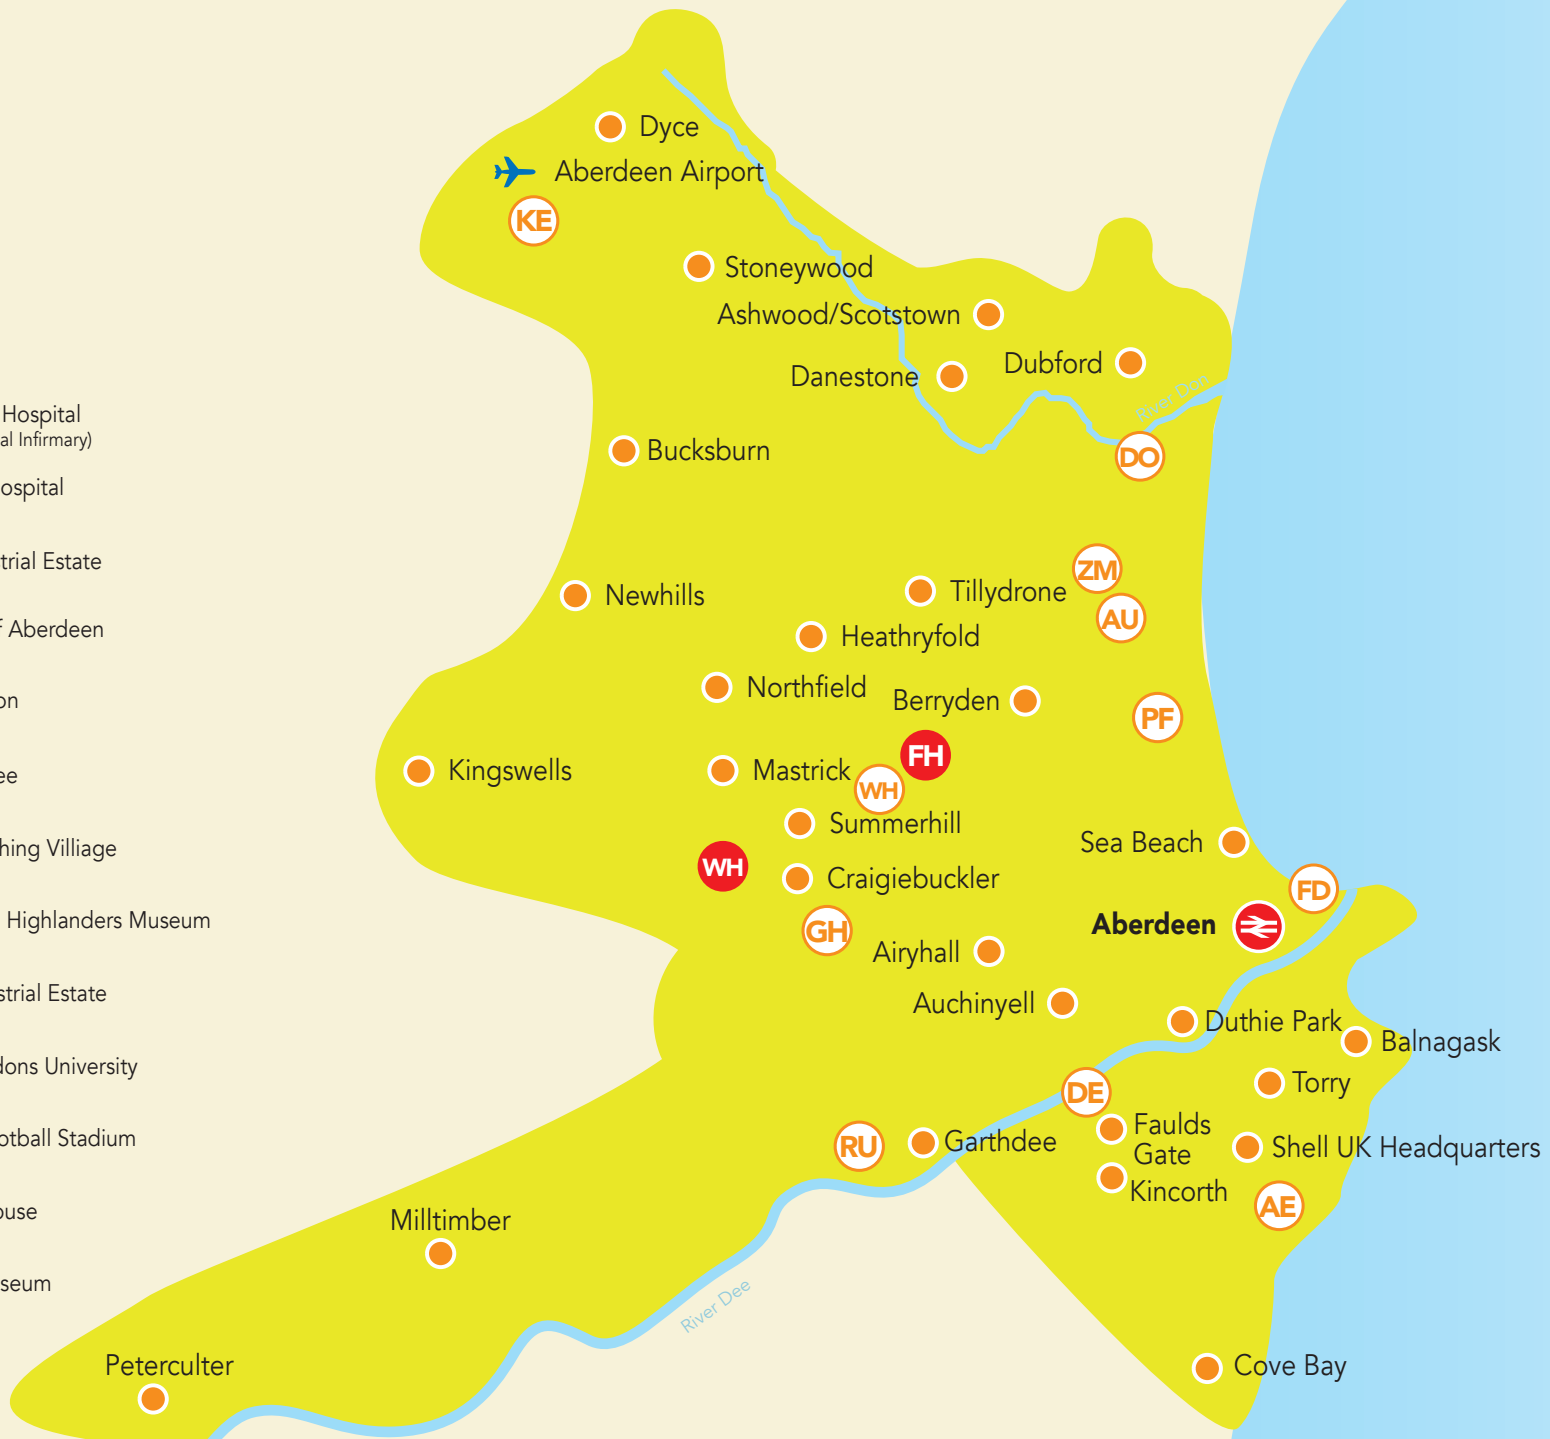 Dyce
Aberdeen Airport
KE
Stoneywood
Ashwood/Scotstown
Danestone
Dubford
River Don
DO
Hospital
al Infirmary)
Bucksburn
ospital
trial Estate
ZM
Newhills
Tillydrone
AU
f Aberdeen
Heathryfold
Northfield
Berryden
on
PF
FH
Kingswells
Mastrick
WH
ee
Summerhill
Sea Beach
hing Villiage
WH
Craigiebuckler
FD
Highlanders Museum
GH
Aberdeen
Airyhall
strial Estate
Auchinyell
Duthie Park
Balnagask
dons University
Torry
DE
Faulds
Gate
otball Stadium
RU
Garthdee
Shell UK Headquarters
Kincorth
AE
ouse
Milltimber
seum
River Dee
Peterculter
Cove Bay